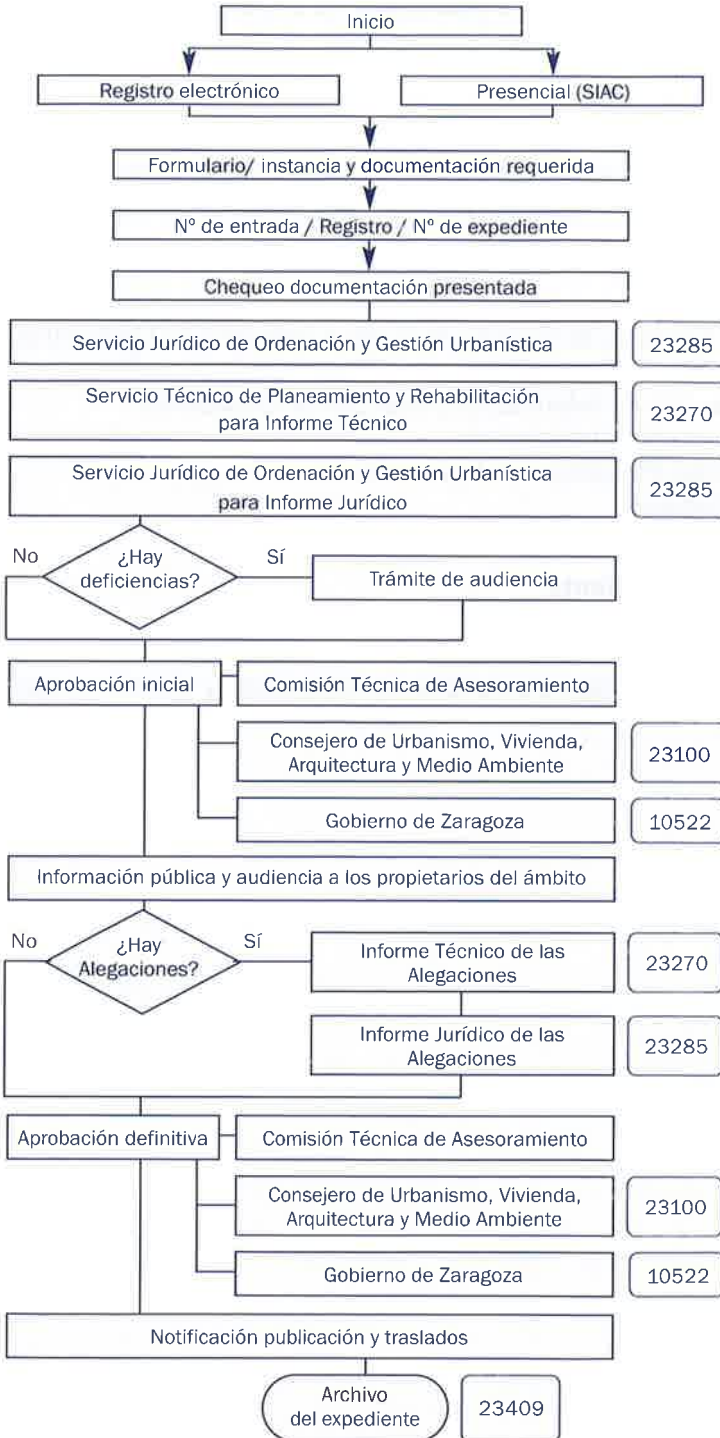 Inicio
Registro electrónico
Presencial (SIAC)
Formulario/ instancia y documentación requerida
Nº de entrada / Registro / Nº de expediente
Chequeo documentación presentada
Servicio Jurídico de Ordenación y Gestión Urbanística
23285
Servicio Técnico de Planeamiento y Rehabilitación
para Informe Técnico
23270
Servicio Jurídico de Ordenación y Gestión Urbanística
para Informe Jurídico
23285
No
¿Hay
deficiencias?
Sí
Trámite de audiencia
Aprobación inicial
Comisión Técnica de Asesoramiento
Consejero de Urbanismo, Vivienda,
Arquitectura y Medio Ambiente
23100
Gobierno de Zaragoza
10522
Información pública y audiencia a los propietarios del ámbito
No
¿Hay
Alegaciones?
Sí
Informe Técnico de las
Alegaciones
23270
Informe Jurídico de las
Alegaciones
23285
Aprobación definitiva
Comisión Técnica de Asesoramiento
Consejero de Urbanismo, Vivienda,
Arquitectura y Medio Ambiente
23100
Gobierno de Zaragoza
10522
Notificación publicación y traslados
Archivo
del expediente
23409